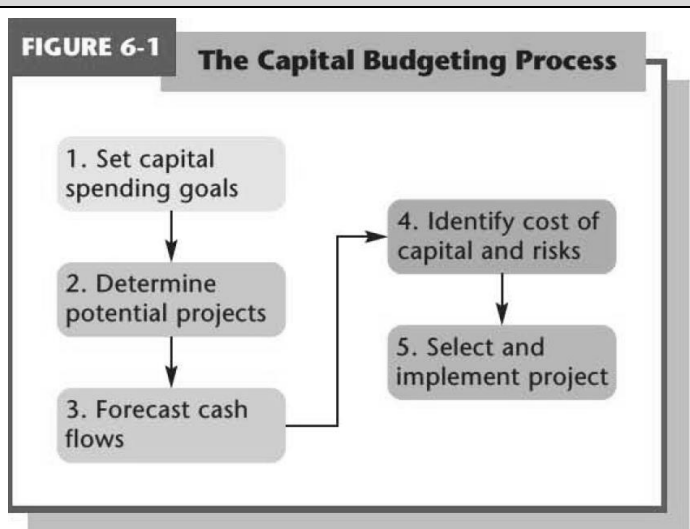 FIGURE 6-1
The Capital Budgeting Process
1. Set capital
spending goals
2. Determine
potential projects
3. Forecast cash
flows
4. Identify cost of
capital and risks
5. Select and
implement project